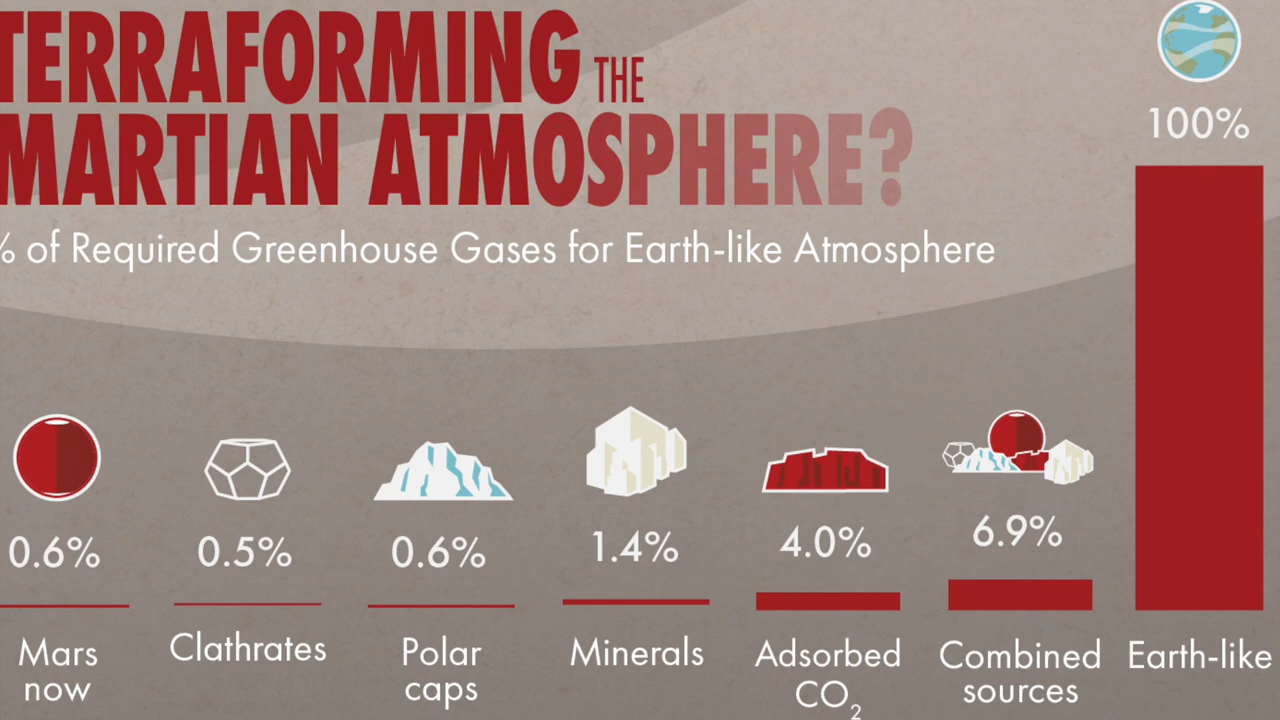 TERRAFORMING THE
MARTIAN ATMOSPHERE?
% of Required Greenhouse Gases for Earth-like Atmosphere
100%
0.6%
0.5%
0.6%
1.4%
4.0%
6.9%
Mars
now
Clathrates
Polar
caps
Minerals
Adsorbed
CO₂
Combined
sources
Earth-like